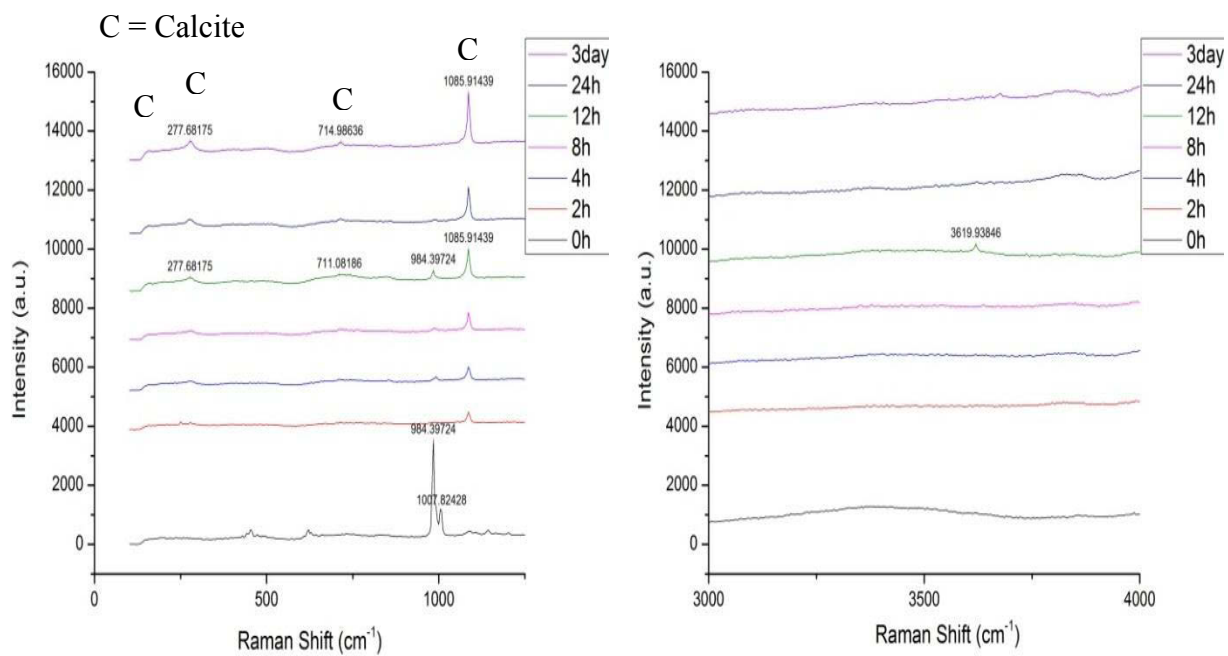 C = Calcite
C
C
C
C
3day
24h
12h
8h
4h
2h
0h
1085.91439
277.68175
714.98636
1085.91439
277.68175
711.08186
984.39724
984.39724
1007.82428
16000
14000
12000
10000
8000
6000
4000
2000
0
Intensity (a.u.)
0
500
1000
Raman Shift (cm-1)
3day
24h
12h
8h
4h
2h
0h
3619.93846
16000
14000
12000
10000
8000
6000
4000
2000
0
Intensity (a.u.)
3000
3500
4000
Raman Shift (cm-1)